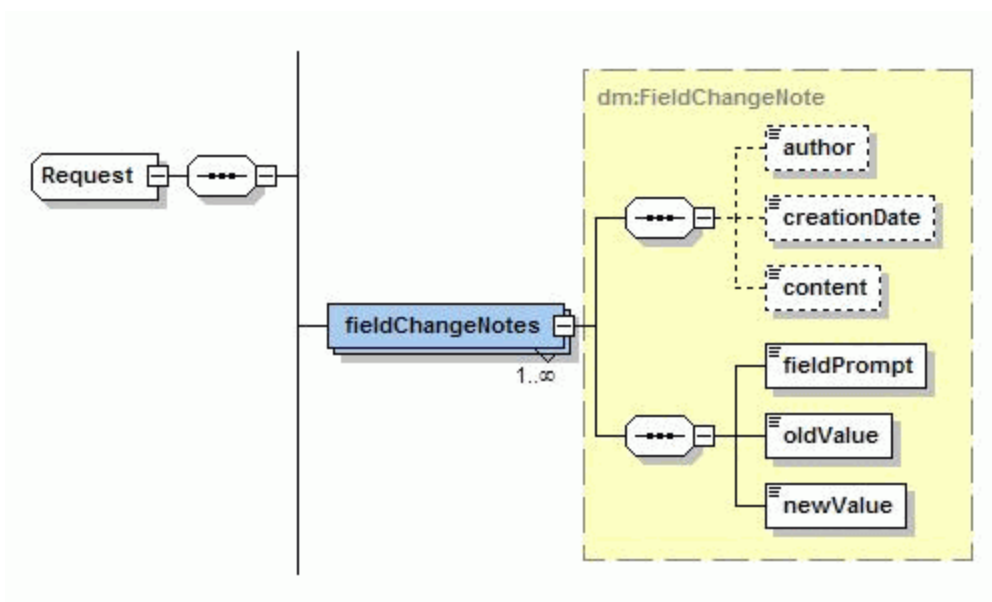 dm:FieldChangeNote
author
Request
creationDate
content
fieldChangeNotes
1..∞
fieldPrompt
oldValue
newValue